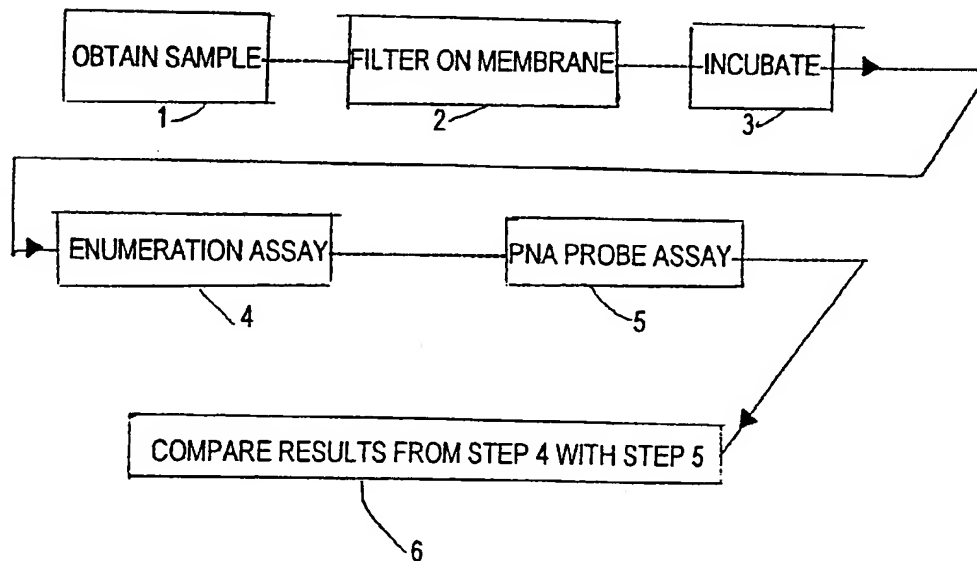 OBTAIN SAMPLE
FILTER ON MEMBRANE
INCUBATE
1
2
3
ENUMERATION ASSAY
PNA PROBE ASSAY
4
5
COMPARE RESULTS FROM STEP 4 WITH STEP 5
6